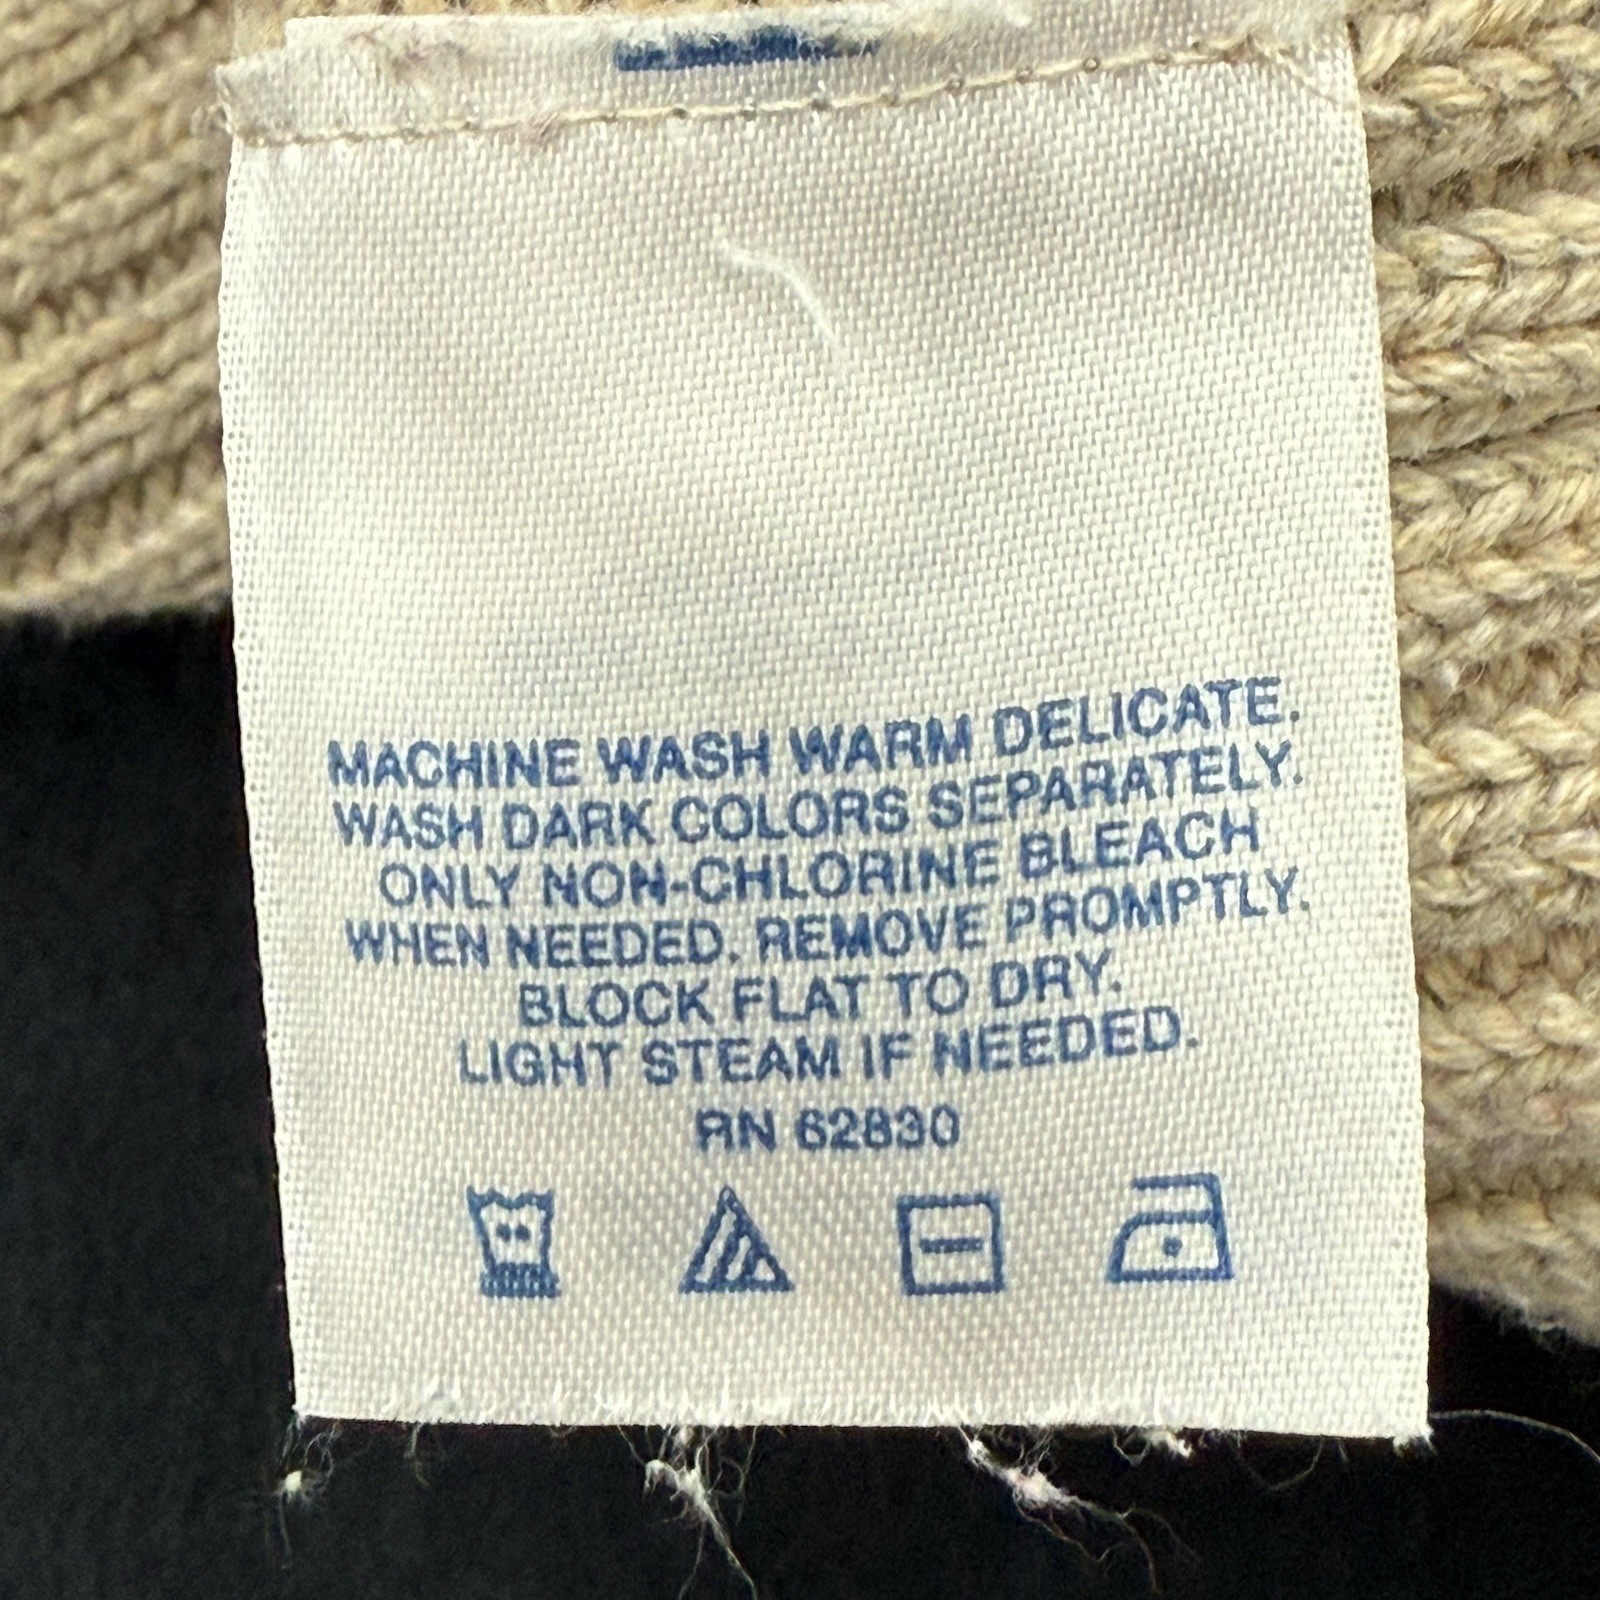 MACHINE WASH WARM DELICATE.
WASH DARK COLORS SEPARATELY.
ONLY NON-CHLORINE BLEACH
WHEN NEEDED. REMOVE PROMPTLY.
BLOCK FLAT TO DRY.
LIGHT STEAM IF NEEDED.
RN 62830